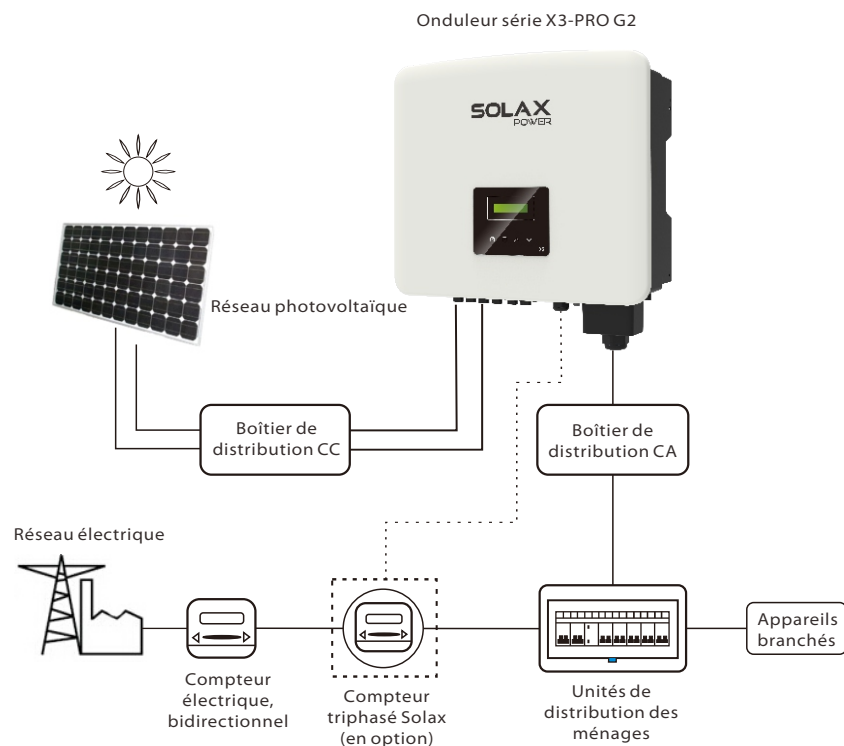 Onduleur série X3-PRO G2
SOLAX
POWER
X3
Réseau photovoltaïque
Boîtier de
distribution CC
Boîtier de
distribution CA
Réseau électrique
Appareils
branchés
Compteur
électrique,
bidirectionnel
Compteur
triphasé Solax
(en option)
Unités de
distribution des
ménages